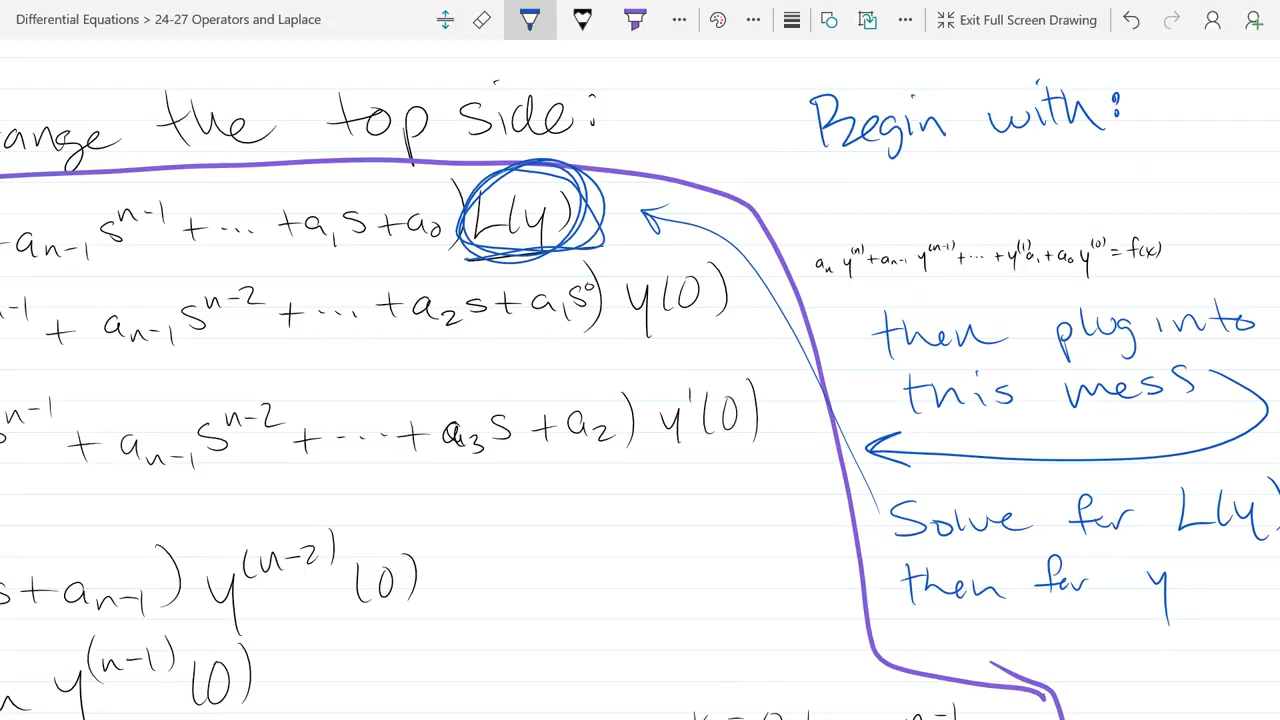 Differential Equations > 24-27 Operators and Laplace
Exit Full Screen Drawing
ange the top side:
Begin with:
a_{n-1} s^{n-1} + ... + a_1 s + a_0) L(y)
a_n y^{(n)} + a_{n-1} y^{(n-1)} + ... + y^{(1)} a_1 + a_0 y^{(0)} = f(x)
+ a_{n-1} s^{n-2} + ... + a_2 s + a_1 s^0) y(0)
then plug into
this mess
s^{n-1} + a_{n-1} s^{n-2} + ... + a_3 s + a_2) y'(0)
Solve for L(y)
then for y
s + a_{n-1}) y^{(n-2)} (0)
y^{(n-1)} (0)
n-1